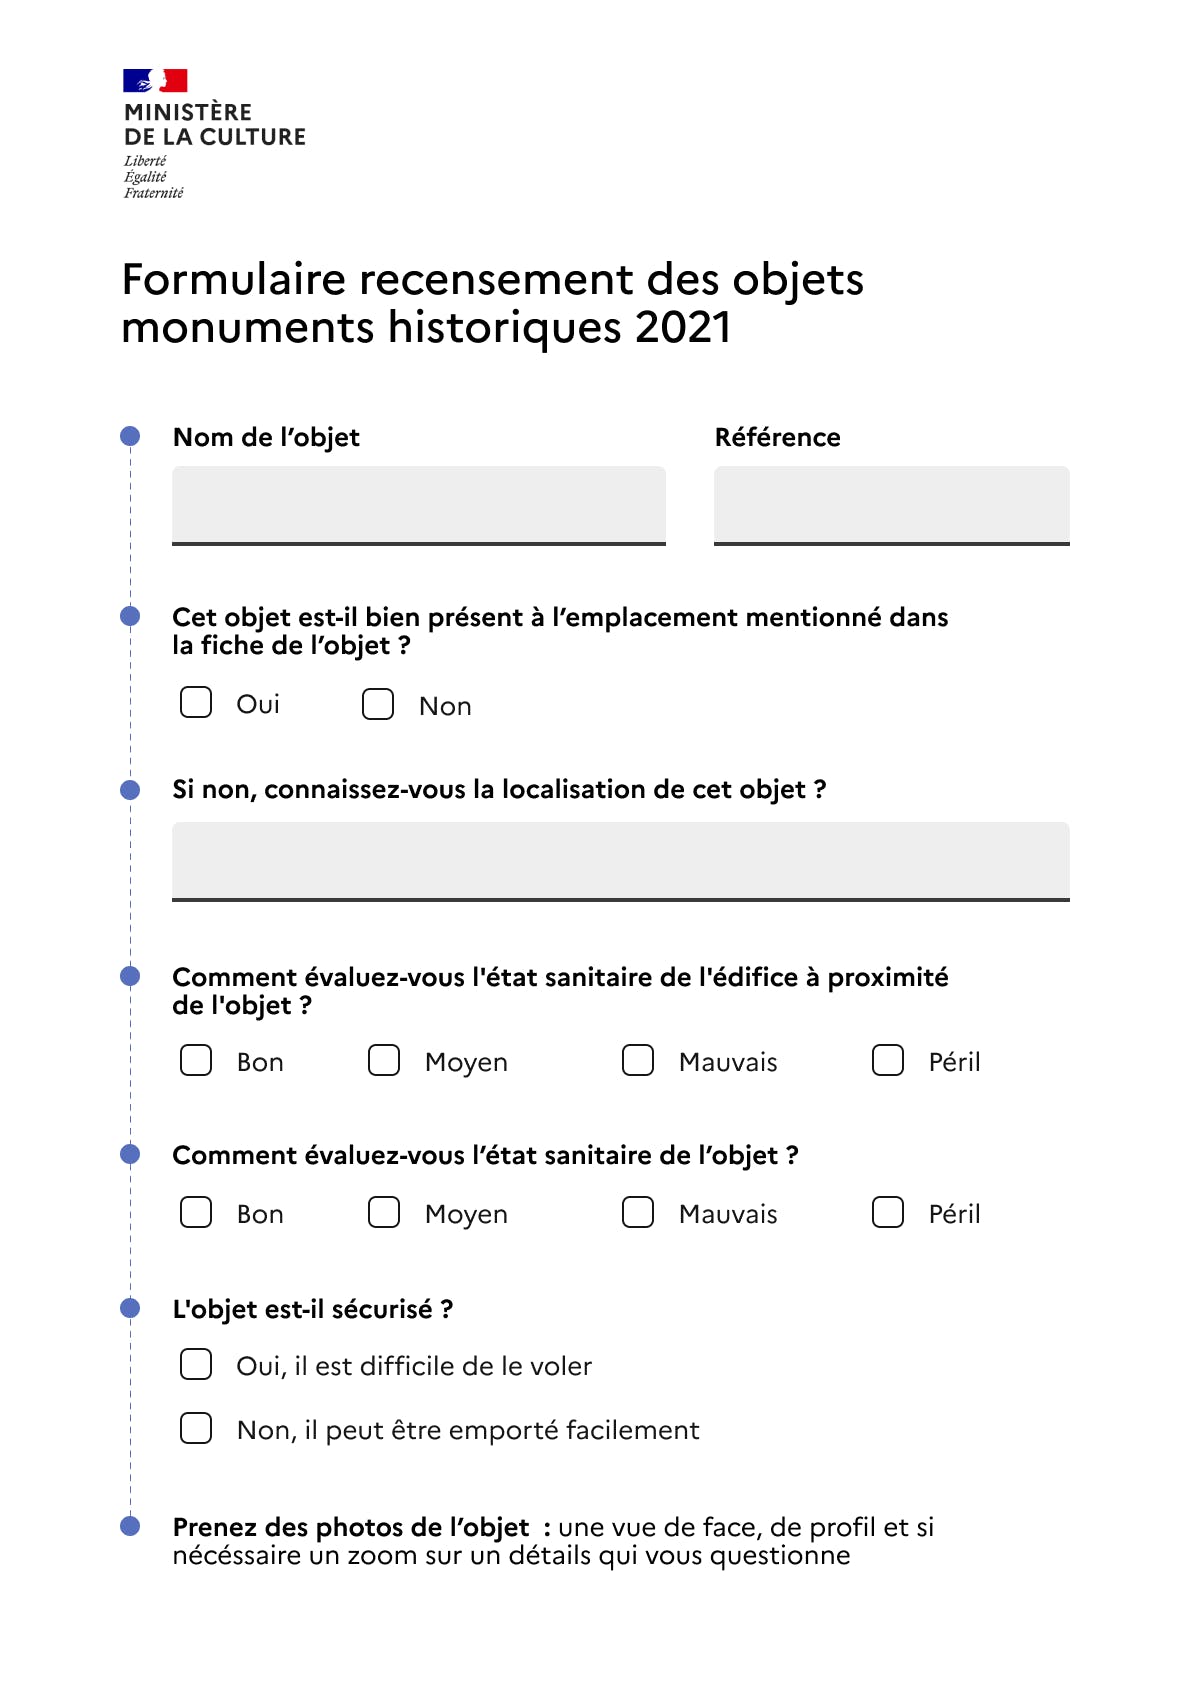 MINISTÈRE
DE LA CULTURE
Liberté
Égalité
Fraternité
Formulaire recensement des objets
monuments historiques 2021
Nom de l’objet
Référence
Cet objet est-il bien présent à l’emplacement mentionné dans
la fiche de l’objet ?
Oui
Non
Si non, connaissez-vous la localisation de cet objet ?
Comment évaluez-vous l'état sanitaire de l'édifice à proximité
de l'objet ?
Bon
Moyen
Mauvais
Péril
Comment évaluez-vous l’état sanitaire de l’objet ?
Bon
Moyen
Mauvais
Péril
L'objet est-il sécurisé ?
Oui, il est difficile de le voler
Non, il peut être emporté facilement
Prenez des photos de l’objet : une vue de face, de profil et si
nécéssaire un zoom sur un détails qui vous questionne